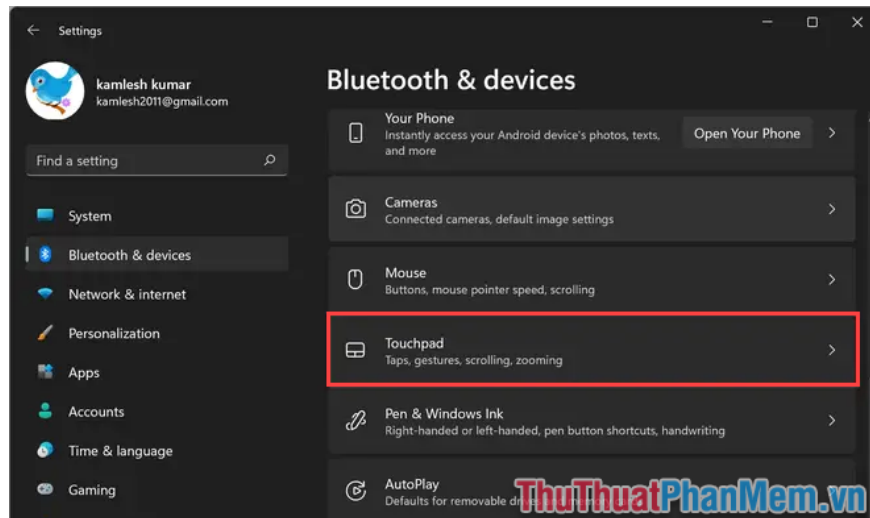 Settings
kamlesh kumar
kamlesh2011@gmail.com
Find a setting
System
Bluetooth & devices
Network & internet
Personalization
Apps
Accounts
Time & language
Gaming
Bluetooth & devices
Your Phone
Instantly access your Android device's photos, texts,
and more
Open Your Phone
Cameras
Connected cameras, default image settings
Mouse
Buttons, mouse pointer speed, scrolling
Touchpad
Taps, gestures, scrolling, zooming
Pen & Windows Ink
Right-handed or left-handed, pen button shortcuts, handwriting
AutoPlay
Defaults for removable
ThuThuatPhanMem.vn